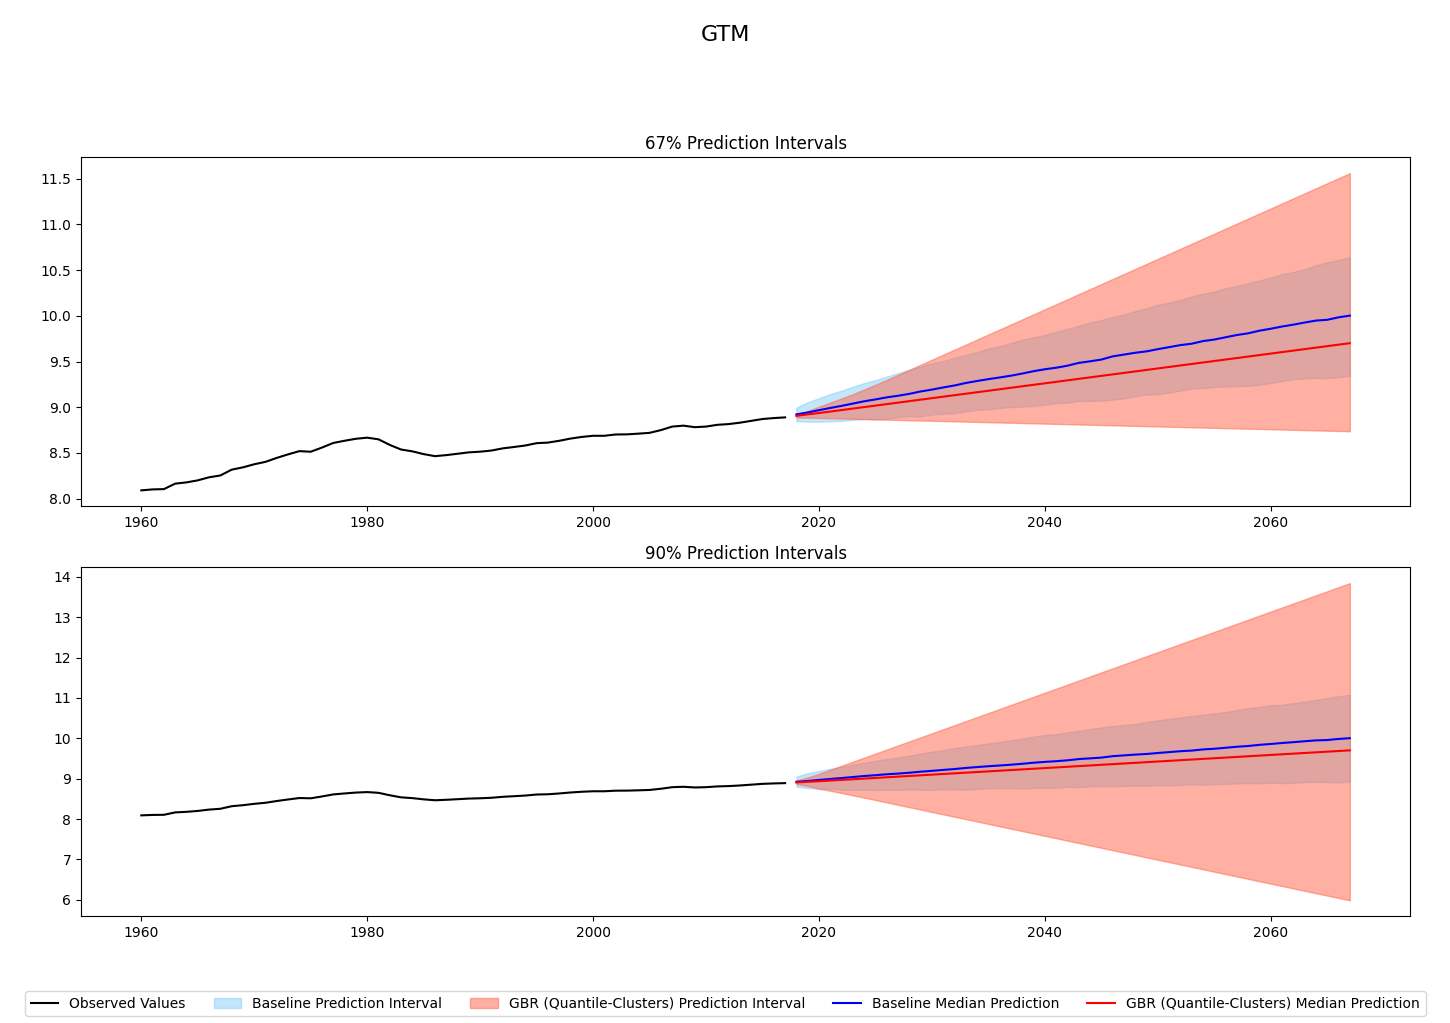 GTM
67% Prediction Intervals
11.5
11.0
10.5
10.0
9.5
9.0
8.5
8.0
1960 1980 2000 2020 2040 2060
90% Prediction Intervals
14
13
12
11
10
9
8
7
6
1960 1980 2000 2020 2040 2060
Observed Values Baseline Prediction Interval GBR (Quantile-Clusters) Prediction Interval Baseline Median Prediction GBR (Quantile-Clusters) Median Prediction